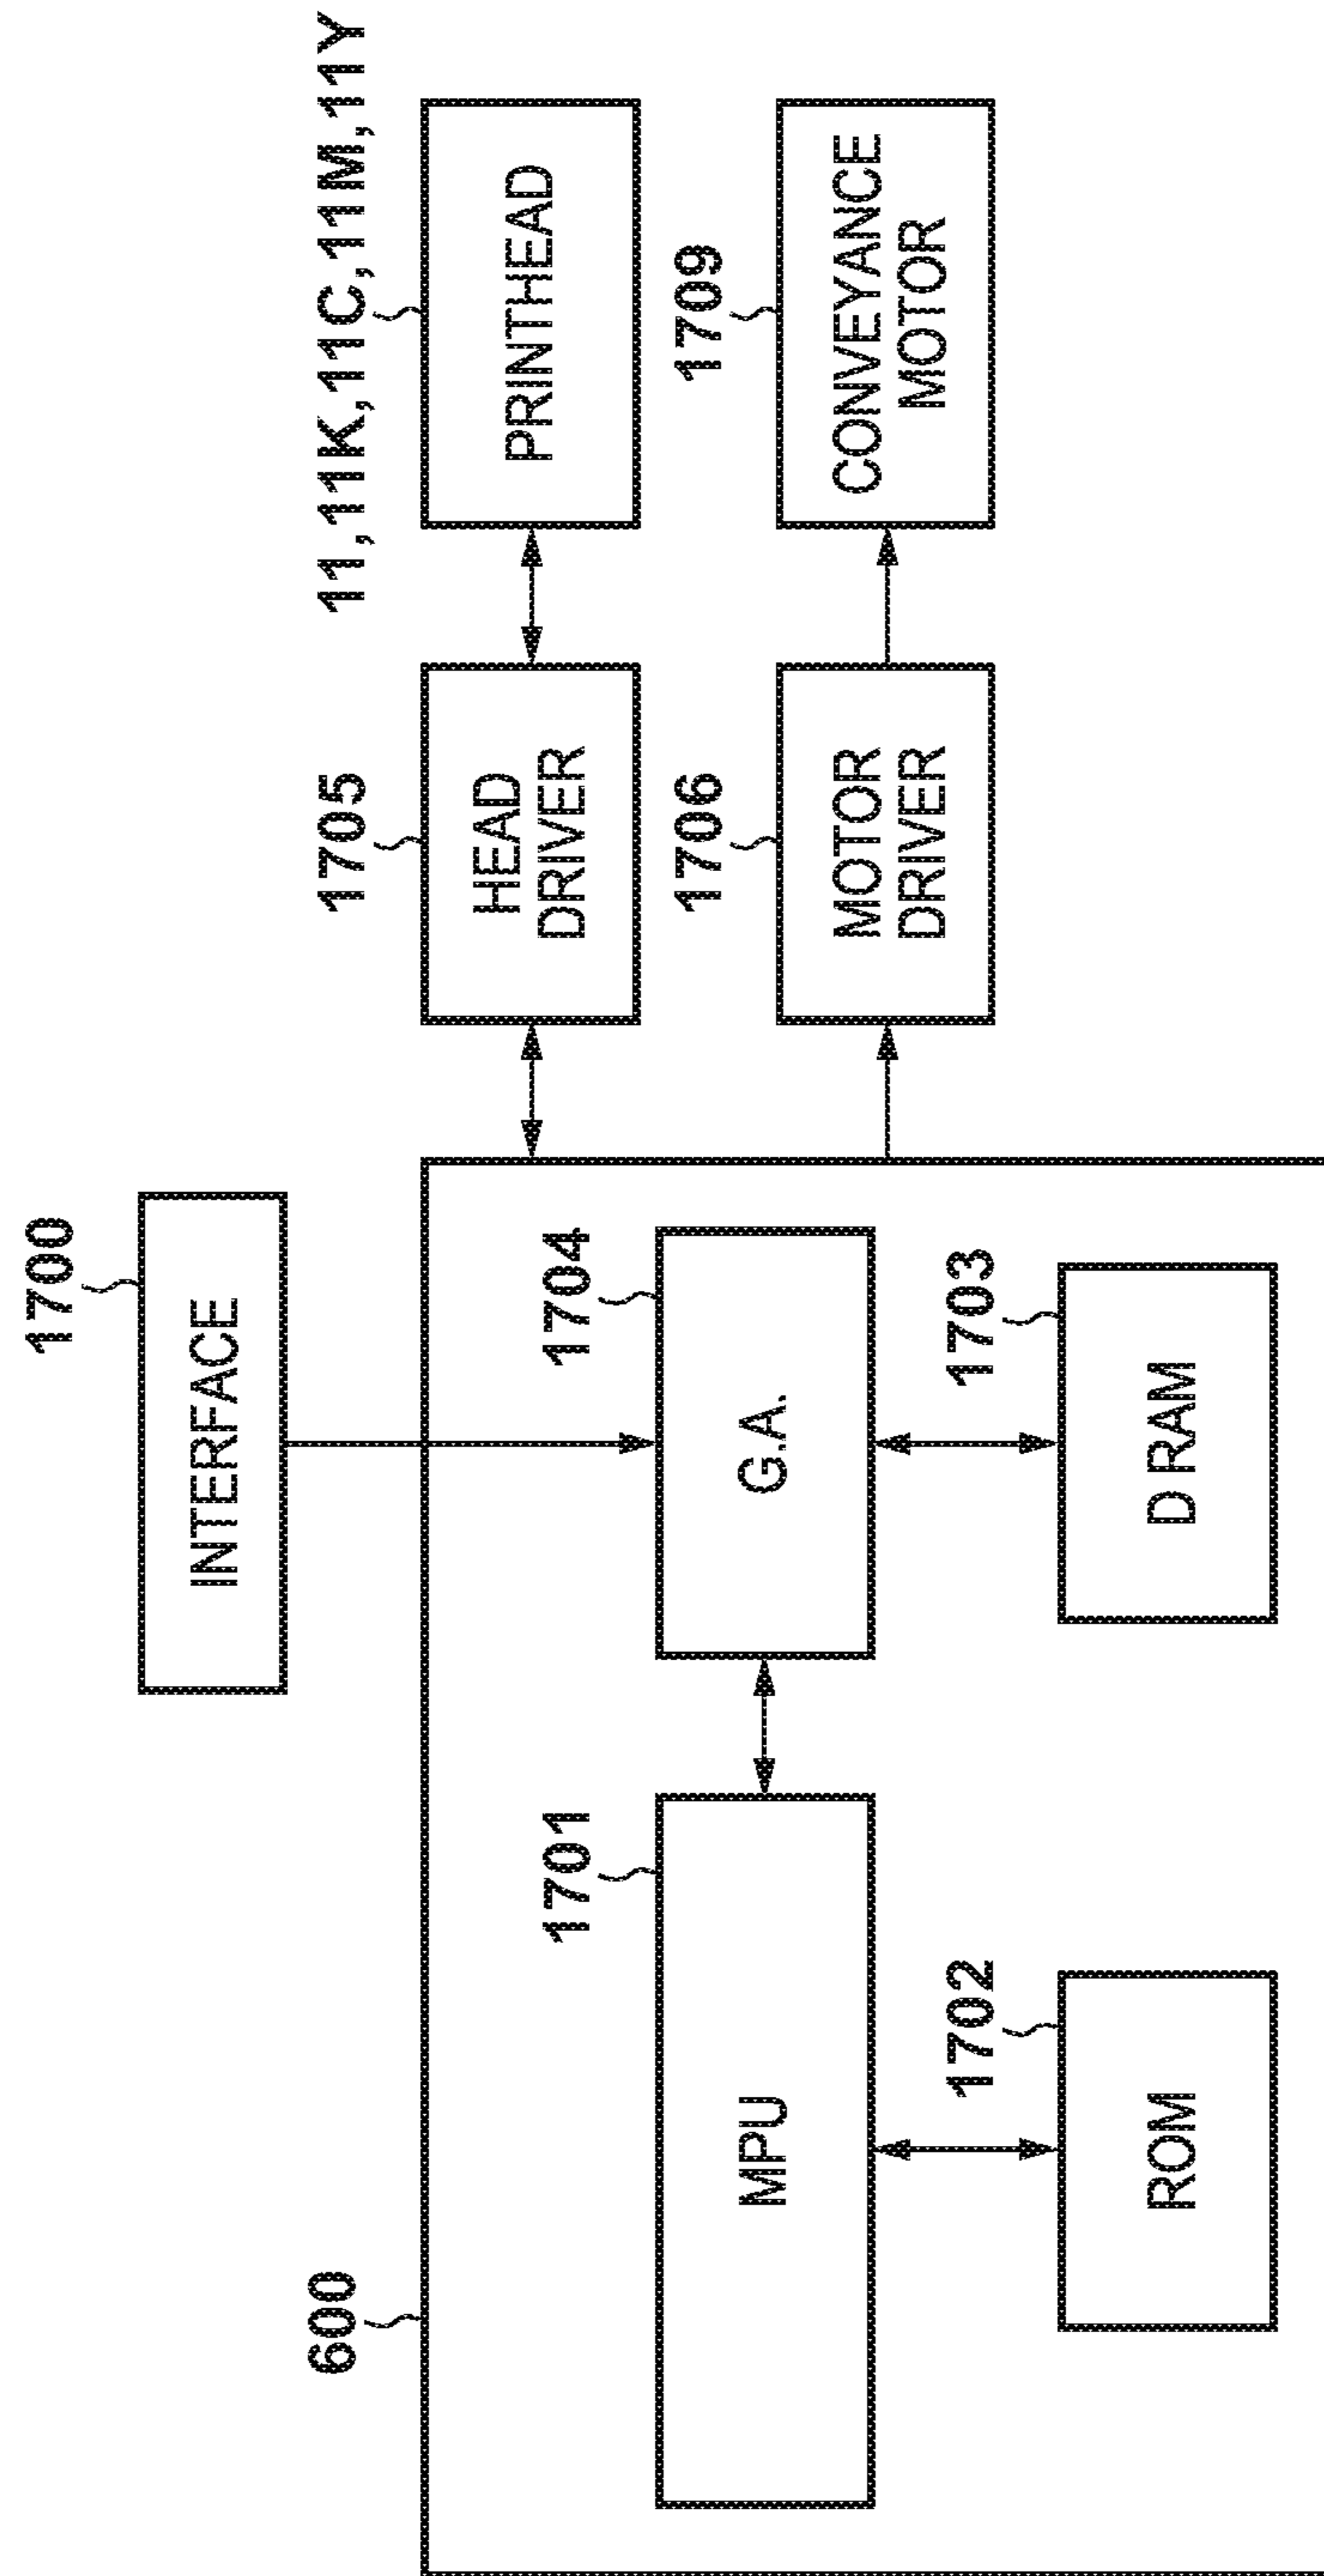 1700
INTERFACE
600
1701
MPU
1704
G.A.
1702
ROM
1703
D RAM
1705
HEAD
DRIVER
11,11K,11C,11M,11Y
PRINTHEAD
1706
MOTOR
DRIVER
1709
CONVEYANCE
MOTOR